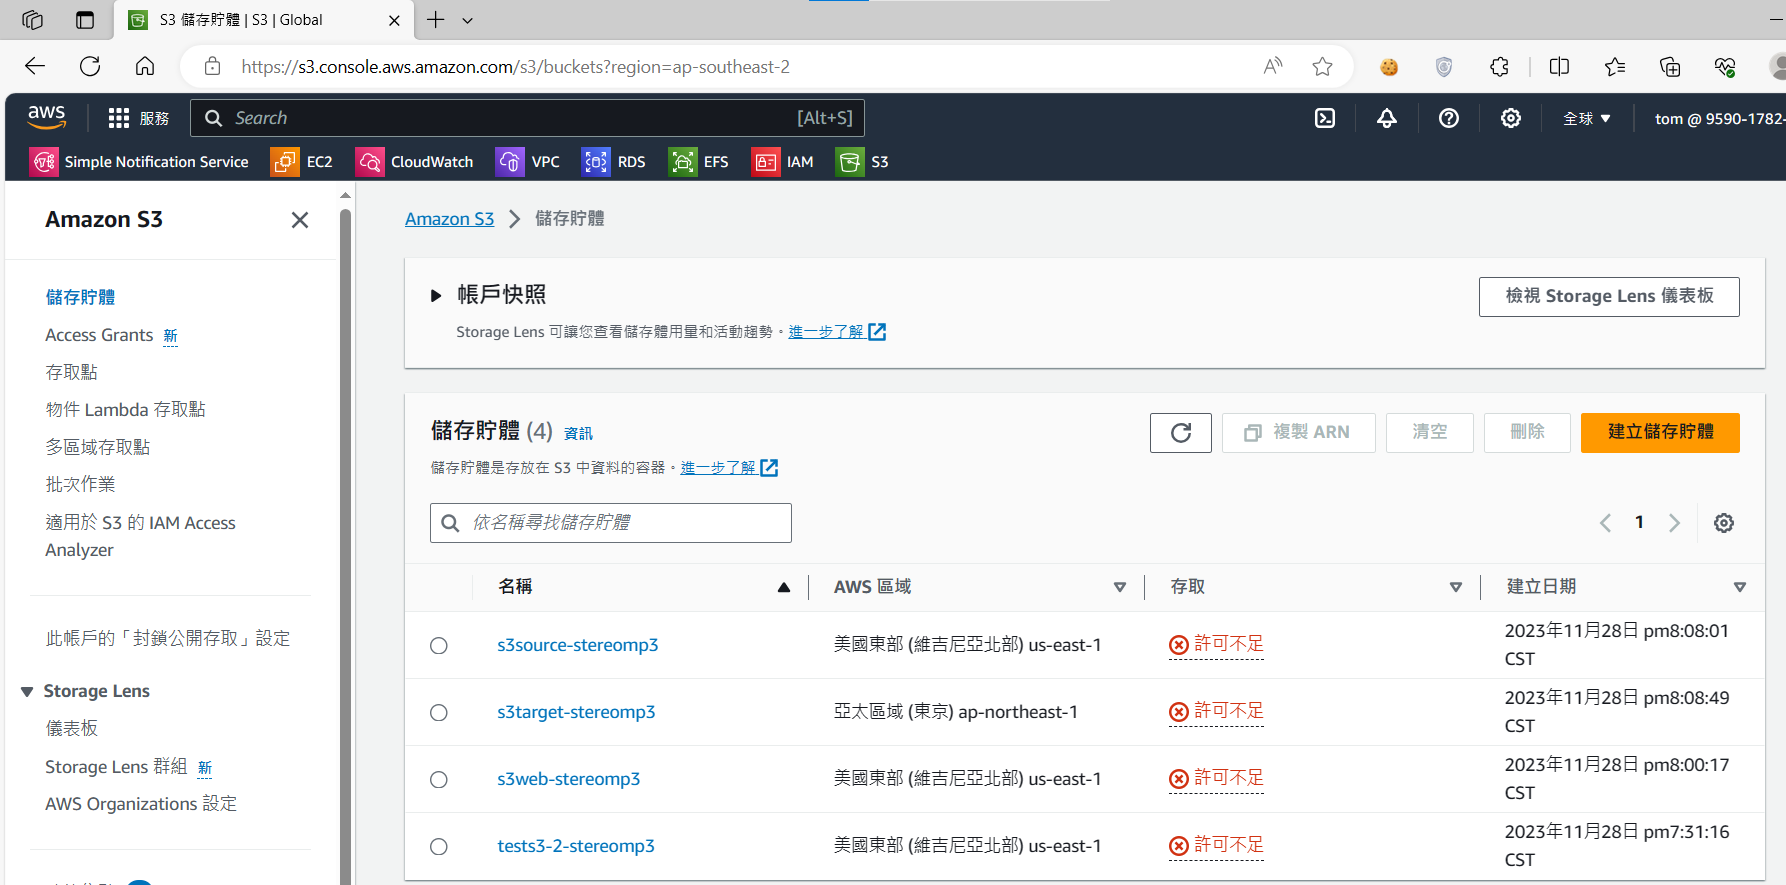 S3 儲存貯體 | S3 | Global
https://s3.console.aws.amazon.com/s3/buckets?region=ap-southeast-2
aws
服務
Search
[Alt+S]
全球
tom @ 9590-1782-
Simple Notification Service
EC2
CloudWatch
VPC
RDS
EFS
IAM
S3
Amazon S3
儲存貯體
Access Grants 新
存取點
物件 Lambda 存取點
多區域存取點
批次作業
適用於 S3 的 IAM Access
Analyzer
此帳戶的「封鎖公開存取」設定
Storage Lens
儀表板
Storage Lens 群組 新
AWS Organizations 設定
Amazon S3 > 儲存貯體
帳戶快照
檢視 Storage Lens 儀表板
Storage Lens 可讓您查看儲存體用量和活動趨勢。進一步了解
儲存貯體 (4) 資訊
複製 ARN
清空
刪除
建立儲存貯體
儲存貯體是存放在 S3 中資料的容器。進一步了解
依名稱尋找儲存貯體
1
名稱
AWS 區域
存取
建立日期
s3source-stereomp3
美國東部 (維吉尼亞北部) us-east-1
許可不足
2023年11月28日 pm8:08:01
CST
s3target-stereomp3
亞太區域 (東京) ap-northeast-1
許可不足
2023年11月28日 pm8:08:49
CST
s3web-stereomp3
美國東部 (維吉尼亞北部) us-east-1
許可不足
2023年11月28日 pm8:00:17
CST
tests3-2-stereomp3
美國東部 (維吉尼亞北部) us-east-1
許可不足
2023年11月28日 pm7:31:16
CST